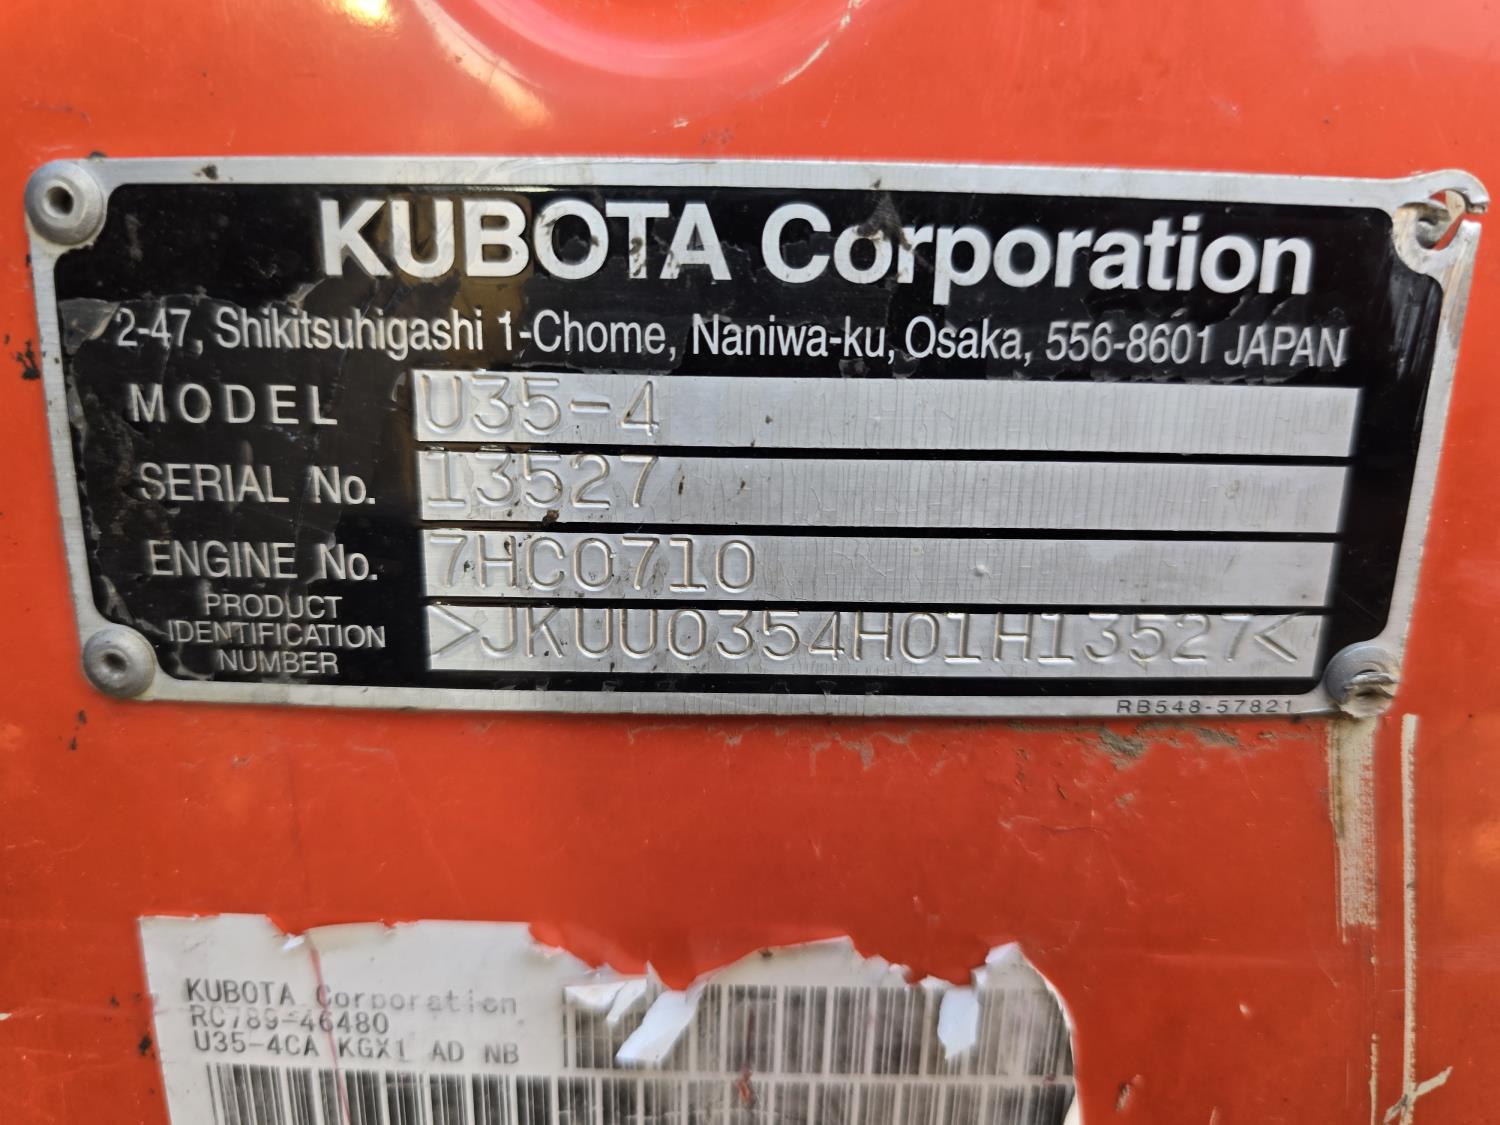 KUBOTA Corporation
2-47, Shikitsuhigashi 1-Chome, Naniwa-ku, Osaka, 556-8601 JAPAN
MODEL U35-4
SERIAL No. 13527
ENGINE No. 7HC0710
PRODUCT
IDENTIFICATION
NUMBER >JKUU0354H01H13527<
RB548-57821
KUBOTA Corporation
RC789-46480
U35-4CA KGX1 AD NB